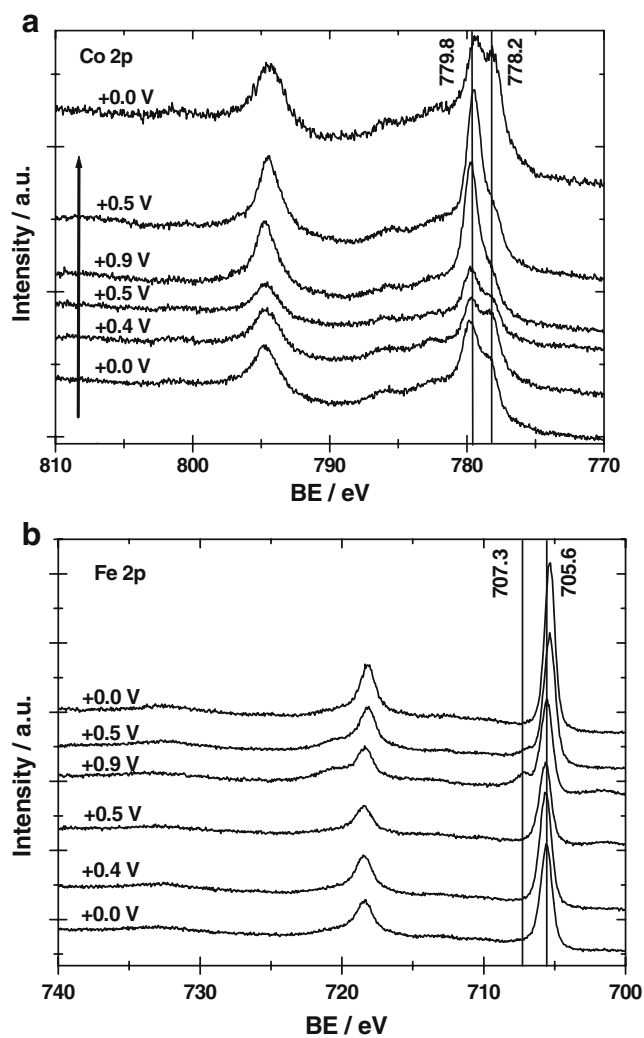 a
Co 2p
779.8
778.2
+0.0 V
+0.5 V
+0.9 V
+0.5 V
+0.4 V
+0.0 V
Intensity / a.u.
810 800 790 780 770
BE / eV
b
Fe 2p
707.3
705.6
+0.0 V
+0.5 V
+0.9 V
+0.5 V
+0.4 V
+0.0 V
Intensity / a.u.
740 730 720 710 700
BE / eV